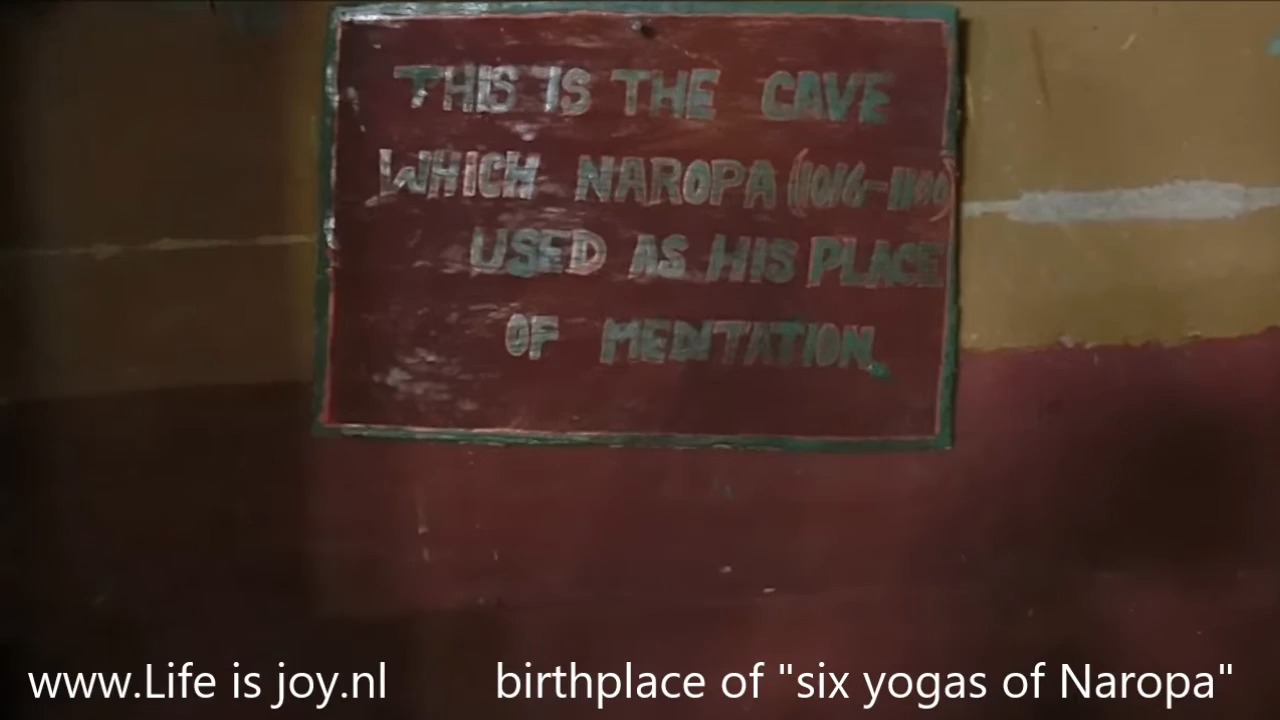 THIS IS THE CAVE
WHICH NAROPA (1016-1100)
USED AS HIS PLACE
OF MEDITATION.
www.Life is joy.nl birthplace of "six yogas of Naropa"